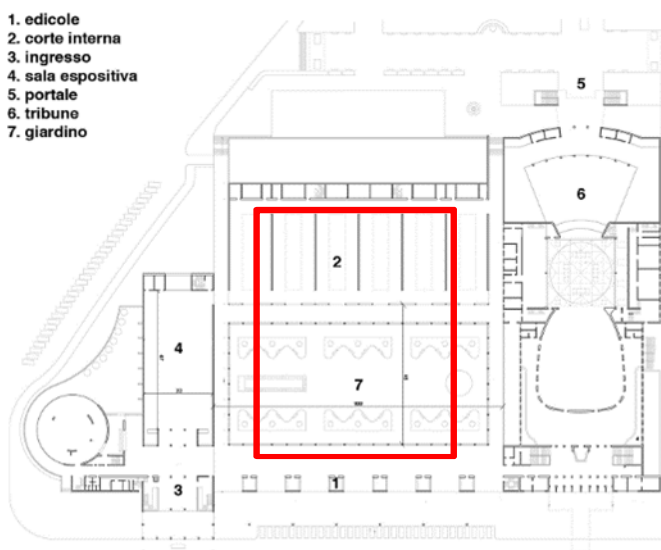 1. edicole
2. corte interna
3. ingresso
4. sala espositiva
5. portale
6. tribune
7. giardino
5
6
2
4
7
3
1